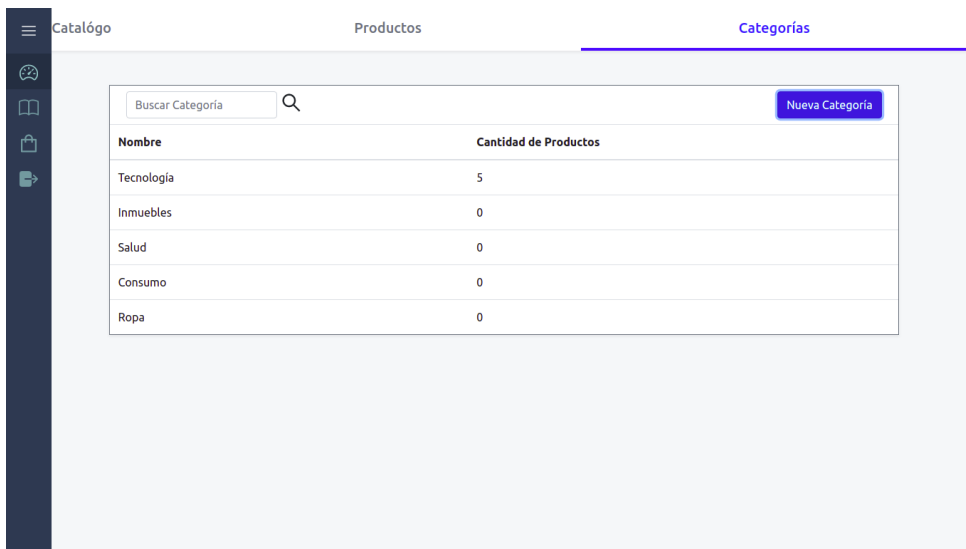 Catalógo Productos Categorías
Buscar Categoría Nueva Categoría
Nombre Cantidad de Productos
Tecnología 5
Inmuebles 0
Salud 0
Consumo 0
Ropa 0